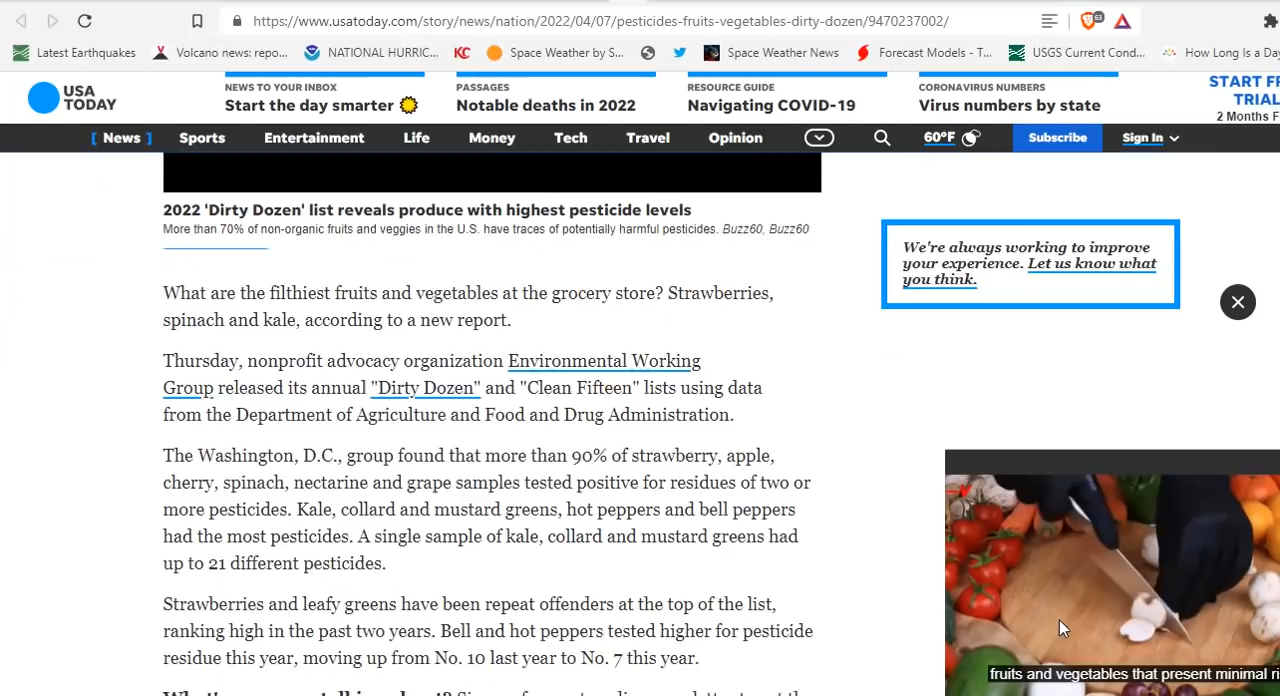 https://www.usatoday.com/story/news/nation/2022/04/07/pesticides-fruits-vegetables-dirty-dozen/9470237002/
Latest Earthquakes
Volcano news: repo...
NATIONAL HURRIC...
KC
Space Weather by S...
Space Weather News
Forecast Models - T...
USGS Current Cond...
How Long Is a Da
USA
TODAY
NEWS TO YOUR INBOX
Start the day smarter
PASSAGES
Notable deaths in 2022
RESOURCE GUIDE
Navigating COVID-19
CORONAVIRUS NUMBERS
Virus numbers by state
START FR
TRIAL
2 Months F
[ News ] Sports Entertainment Life Money Tech Travel Opinion 60°F Subscribe Sign In
2022 'Dirty Dozen' list reveals produce with highest pesticide levels
More than 70% of non-organic fruits and veggies in the U.S. have traces of potentially harmful pesticides. Buzz60, Buzz60
What are the filthiest fruits and vegetables at the grocery store? Strawberries,
spinach and kale, according to a new report.
Thursday, nonprofit advocacy organization Environmental Working
Group released its annual "Dirty Dozen" and "Clean Fifteen" lists using data
from the Department of Agriculture and Food and Drug Administration.
The Washington, D.C., group found that more than 90% of strawberry, apple,
cherry, spinach, nectarine and grape samples tested positive for residues of two or
more pesticides. Kale, collard and mustard greens, hot peppers and bell peppers
had the most pesticides. A single sample of kale, collard and mustard greens had
up to 21 different pesticides.
Strawberries and leafy greens have been repeat offenders at the top of the list,
ranking high in the past two years. Bell and hot peppers tested higher for pesticide
residue this year, moving up from No. 10 last year to No. 7 this year.
We're always working to improve
your experience. Let us know what
you think.
fruits and vegetables that present minimal ri